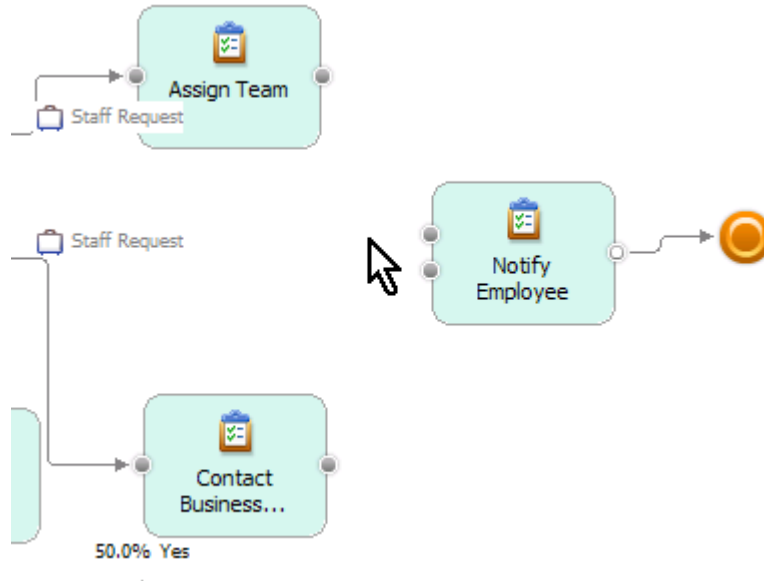 Assign Team
Staff Request
Staff Request
Notify
Employee
Contact
Business...
50.0% Yes